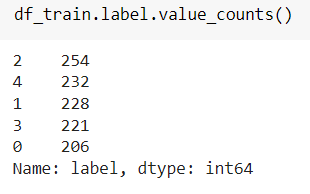 df_train.label.value_counts()
2    254
4    232
1    228
3    221
0    206
Name: label, dtype: int64